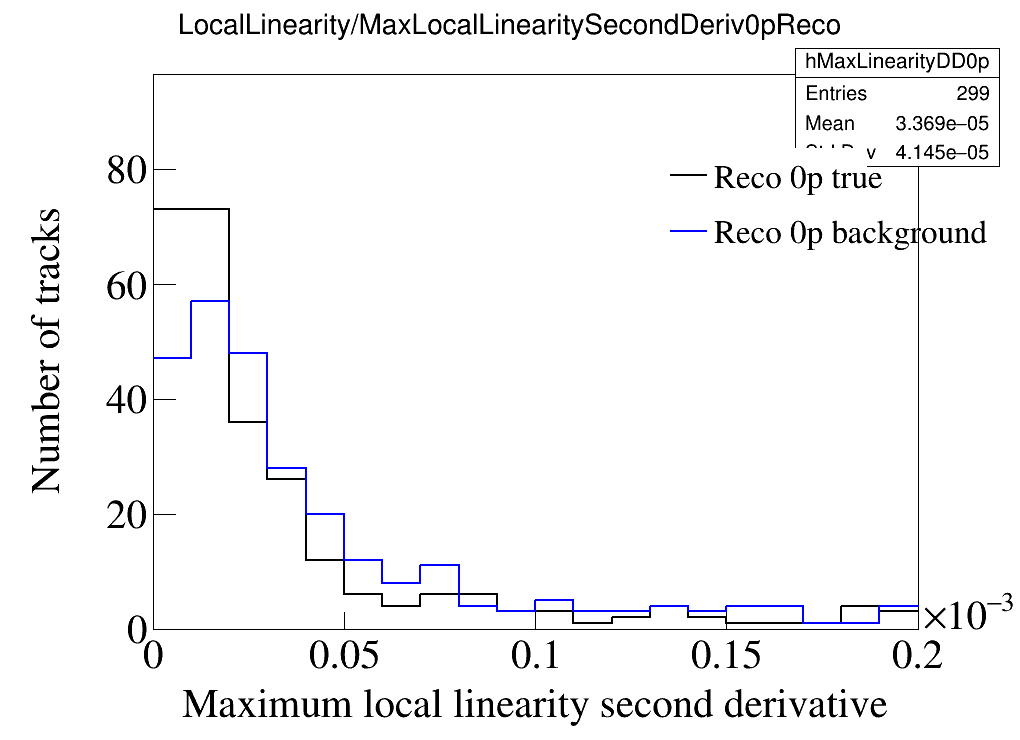 LocalLinearity/MaxLocalLinearitySecondDeriv0pReco
hMaxLinearityDD0p
Entries 299
Mean 3.369e−05
4.145e−05
Reco 0p true
Reco 0p background
Number of tracks
80
60
40
20
0
0 0.05 0.1 0.15 0.2
×10⁻³
Maximum local linearity second derivative